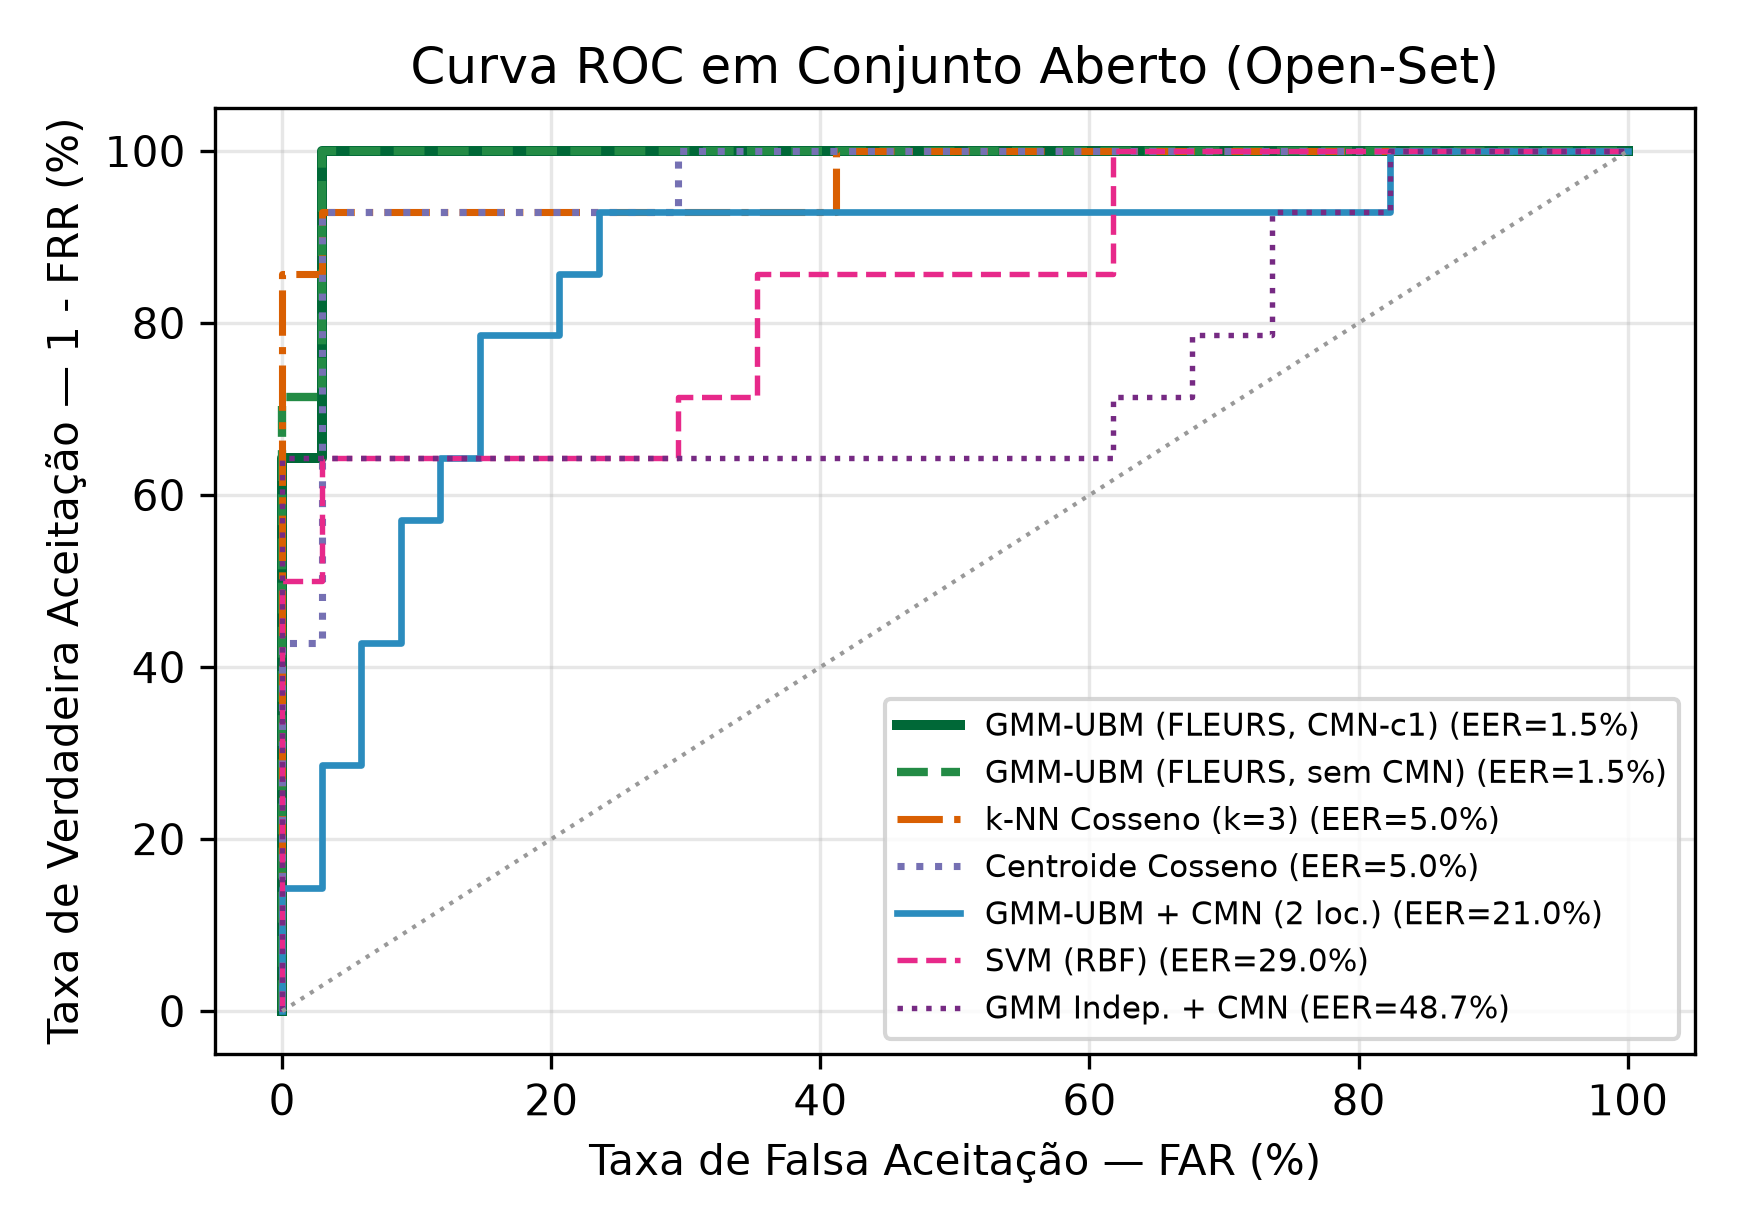 Curva ROC em Conjunto Aberto (Open-Set)
Taxa de Verdadeira Aceitação — 1 - FRR (%)
100
80
60
40
20
0
GMM-UBM (FLEURS, CMN-c1) (EER=1.5%)
GMM-UBM (FLEURS, sem CMN) (EER=1.5%)
k-NN Cosseno (k=3) (EER=5.0%)
Centroide Cosseno (EER=5.0%)
GMM-UBM + CMN (2 loc.) (EER=21.0%)
SVM (RBF) (EER=29.0%)
GMM Indep. + CMN (EER=48.7%)
0 20 40 60 80 100
Taxa de Falsa Aceitação — FAR (%)